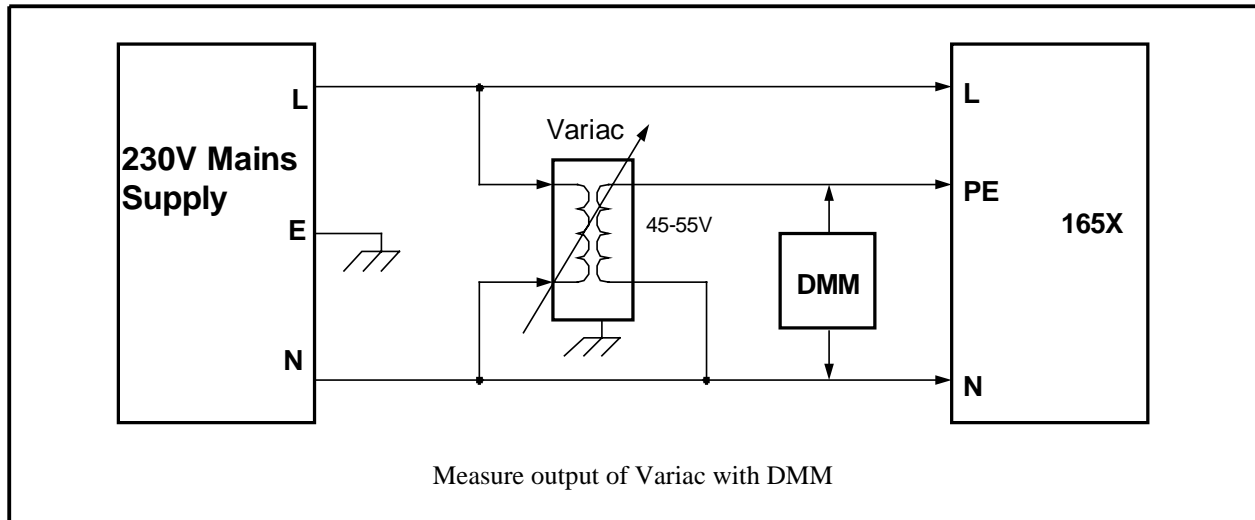 L
230V Mains
Supply
E
N
Variac
45-55V
DMM
L
PE
165X
N
Measure output of Variac with DMM